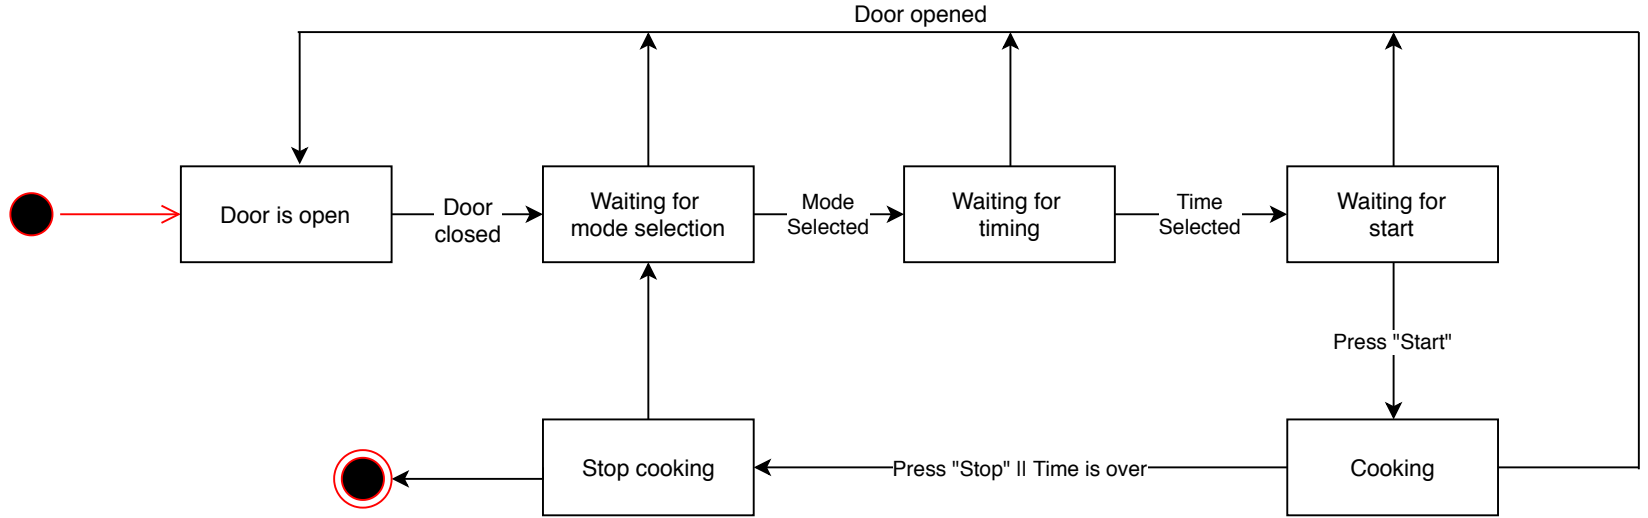 Door opened
Door is open
Door
closed
Waiting for
mode selection
Mode
Selected
Waiting for
timing
Time
Selected
Waiting for
start
Press "Start"
Stop cooking
Press "Stop" || Time is over
Cooking